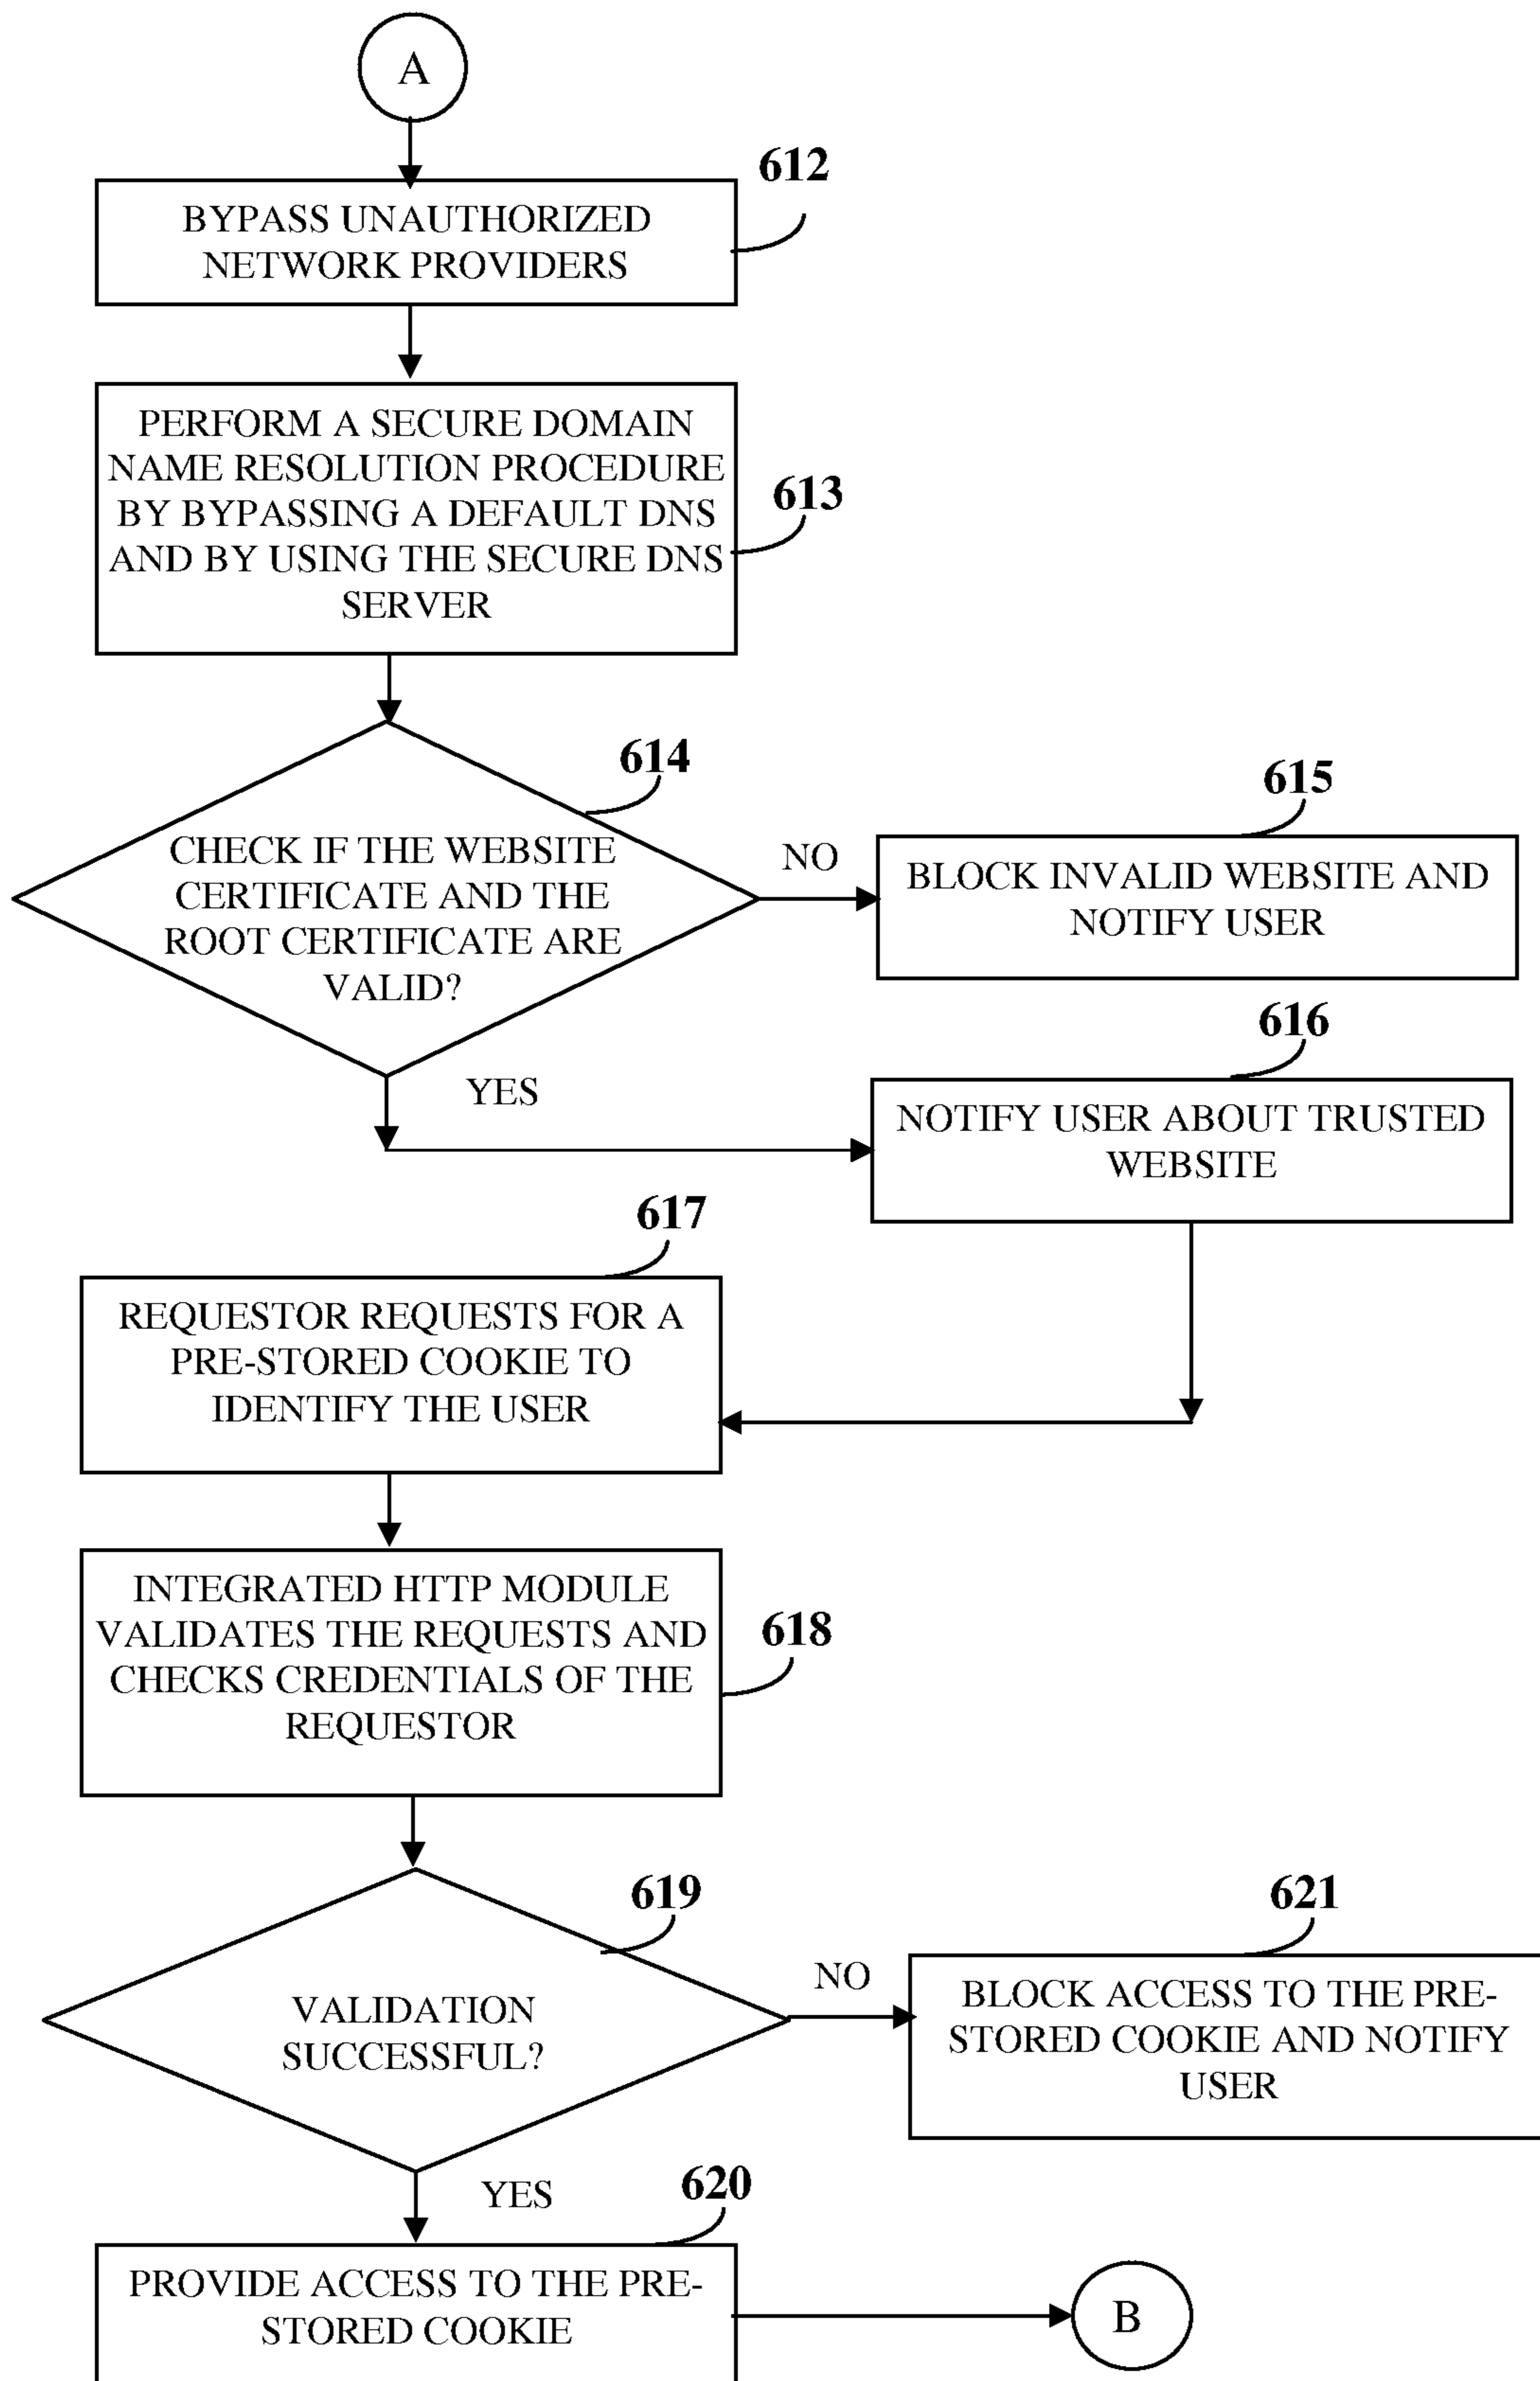 A
612
BYPASS UNAUTHORIZED
NETWORK PROVIDERS
PERFORM A SECURE DOMAIN
NAME RESOLUTION PROCEDURE
BY BYPASSING A DEFAULT DNS
AND BY USING THE SECURE DNS
SERVER
613
614
CHECK IF THE WEBSITE
CERTIFICATE AND THE
ROOT CERTIFICATE ARE
VALID?
NO
615
BLOCK INVALID WEBSITE AND
NOTIFY USER
YES
616
NOTIFY USER ABOUT TRUSTED
WEBSITE
617
REQUESTOR REQUESTS FOR A
PRE-STORED COOKIE TO
IDENTIFY THE USER
INTEGRATED HTTP MODULE
VALIDATES THE REQUESTS AND
CHECKS CREDENTIALS OF THE
REQUESTOR
618
619
VALIDATION
SUCCESSFUL?
NO
621
BLOCK ACCESS TO THE PRE-
STORED COOKIE AND NOTIFY
USER
YES
620
PROVIDE ACCESS TO THE PRE-
STORED COOKIE
B